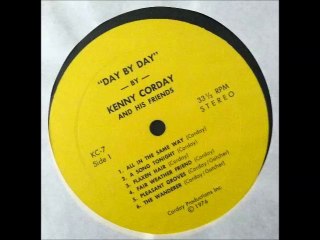 "DAY BY DAY"
— BY —
KENNY CORDAY
AND HIS FRIENDS
KC-7
Side 1
33⅓ RPM
STEREO
1. ALL IN THE SAME WAY (Corday)
2. A SONG TONIGHT (Corday)
3. FLAXEN HAIR (Corday)
4. FAIR WEATHER FRIEND (Corday)
5. PLEASANT GROVES (Corday/Gatcher)
6. THE WANDERER (Corday/Gatcher)
Corday Productions Inc.
© 1976